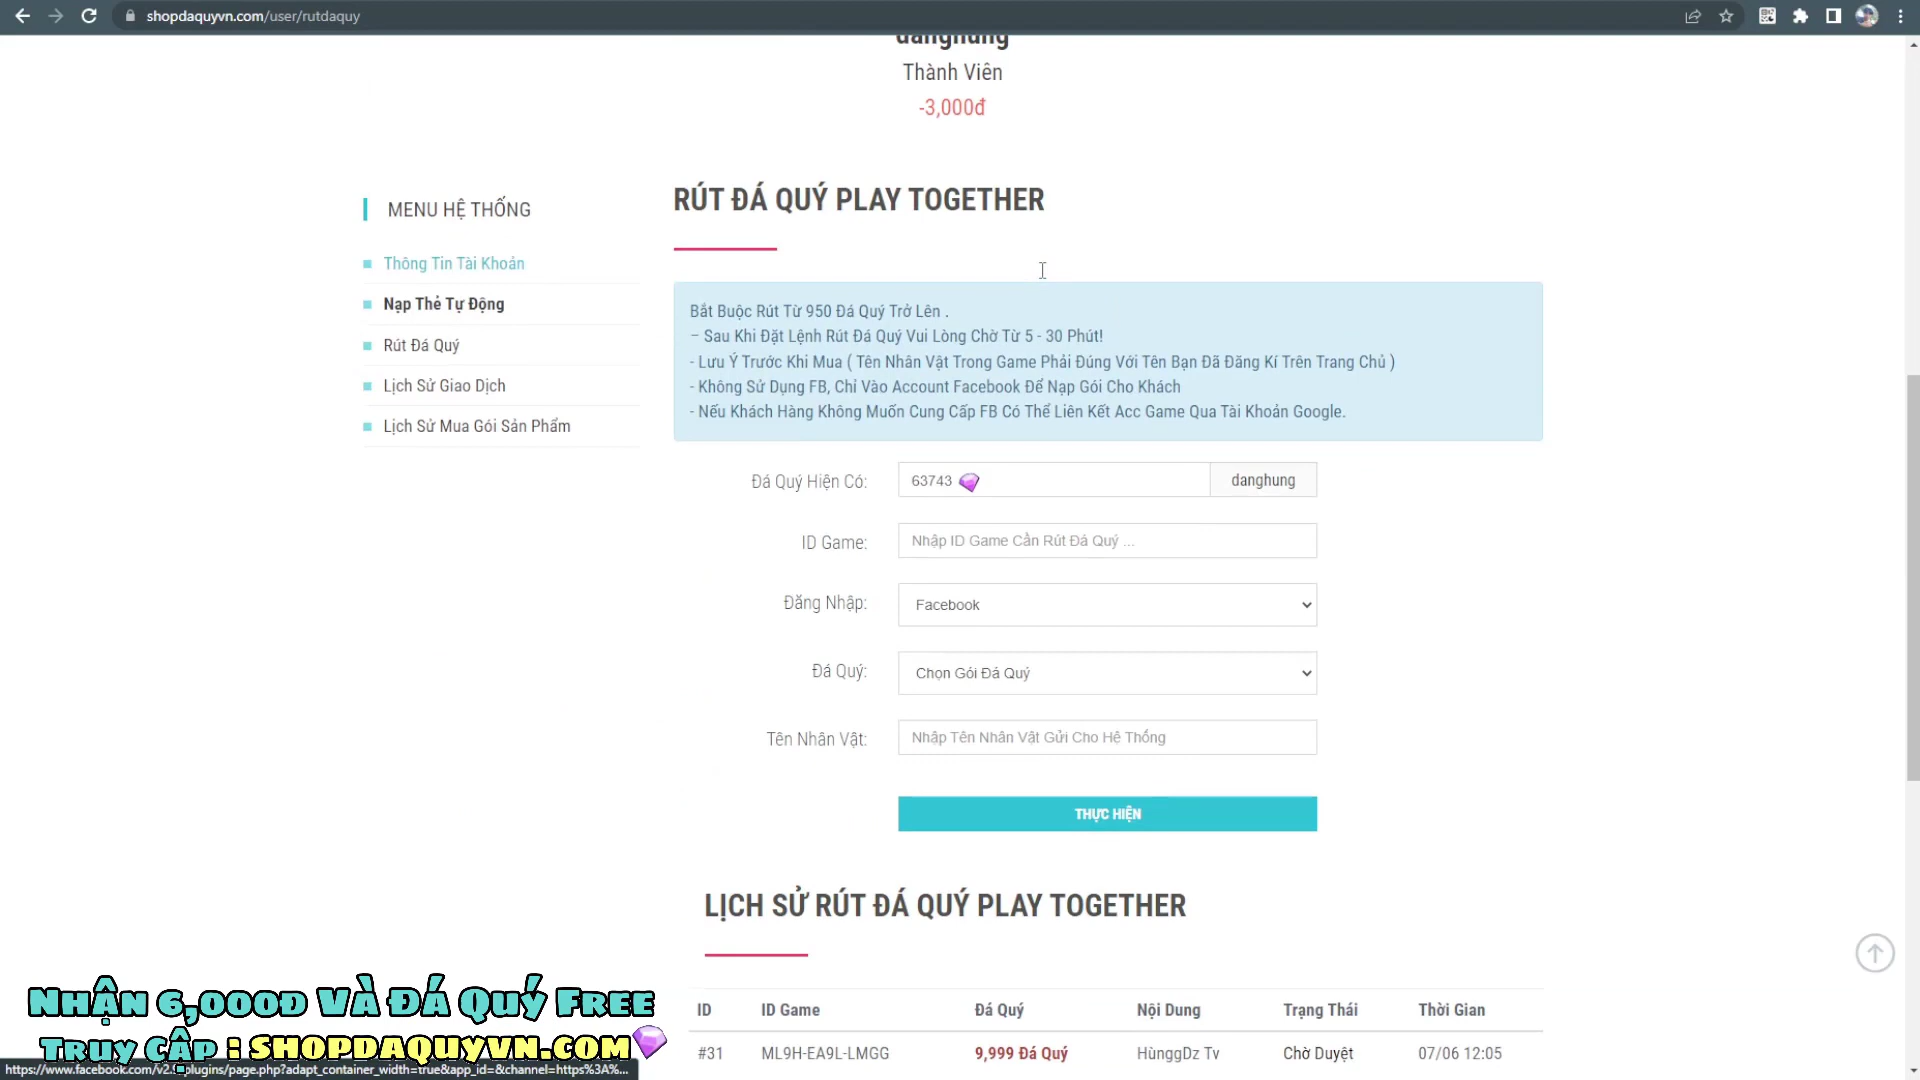 shopdaquyvn.com/user/rutdaquy
danghung
Thành Viên
-3,000đ
MENU HỆ THỐNG
Thông Tin Tài Khoản
Nạp Thẻ Tự Động
Rút Đá Quý
Lịch Sử Giao Dịch
Lịch Sử Mua Gói Sản Phẩm
RÚT ĐÁ QUÝ PLAY TOGETHER
Bắt Buộc Rút Từ 950 Đá Quý Trở Lên .
– Sau Khi Đặt Lệnh Rút Đá Quý Vui Lòng Chờ Từ 5 - 30 Phút!
- Lưu Ý Trước Khi Mua ( Tên Nhân Vật Trong Game Phải Đúng Với Tên Bạn Đã Đăng Kí Trên Trang Chủ )
- Không Sử Dụng FB, Chỉ Vào Account Facebook Để Nạp Gói Cho Khách
- Nếu Khách Hàng Không Muốn Cung Cấp FB Có Thể Liên Kết Acc Game Qua Tài Khoản Google.
Đá Quý Hiện Có: 63743 danghung
ID Game: Nhập ID Game Cần Rút Đá Quý ...
Đăng Nhập: Facebook
Đá Quý: Chọn Gói Đá Quý
Tên Nhân Vật: Nhập Tên Nhân Vật Gửi Cho Hệ Thống
THỰC HIỆN
LỊCH SỬ RÚT ĐÁ QUÝ PLAY TOGETHER
ID ID Game Đá Quý Nội Dung Trạng Thái Thời Gian
#31 ML9H-EA9L-LMGG 9,999 Đá Quý HùnggDz Tv Chờ Duyệt 07/06 12:05
Nhận 6,000đ Và Đá Quý Free
Truy Cập : shopdaquyvn.com